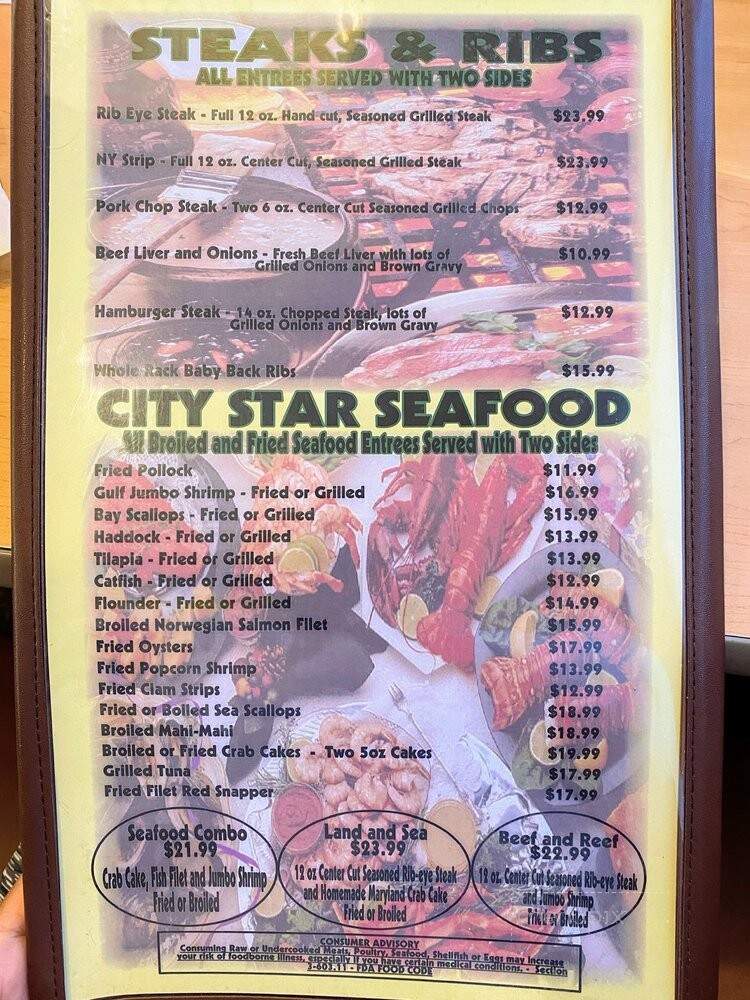 STEAKS & RIBS
ALL ENTREES SERVED WITH TWO SIDES
Rib Eye Steak - Full 12 oz. Hand cut, Seasoned Grilled Steak $23.99
NY Strip - Full 12 oz. Center Cut, Seasoned Grilled Steak $23.99
Pork Chop Steak - Two 6 oz. Center Cut Seasoned Grilled Chops $12.99
Beef Liver and Onions - Fresh Beef Liver with lots of $10.99
Grilled Onions and Brown Gravy
Hamburger Steak - 14 oz. Chopped Steak, lots of $12.99
Grilled Onions and Brown Gravy
Whole Rack Baby Back Ribs $15.99
CITY STAR SEAFOOD
All Broiled and Fried Seafood Entrees Served with Two Sides
Fried Pollock $11.99
Gulf Jumbo Shrimp - Fried or Grilled $16.99
Bay Scallops - Fried or Grilled $15.99
Haddock - Fried or Grilled $13.99
Tilapia - Fried or Grilled $13.99
Catfish - Fried or Grilled $12.99
Flounder - Fried or Grilled $14.99
Broiled Norwegian Salmon Filet $15.99
Fried Oysters $17.99
Fried Popcorn Shrimp $13.99
Fried Clam Strips $12.99
Fried or Boiled Sea Scallops $18.99
Broiled Mahi-Mahi $18.99
Broiled or Fried Crab Cakes - Two 5oz Cakes $19.99
Grilled Tuna $17.99
Fried Filet Red Snapper $17.99
Seafood Combo
$21.99
Crab Cake, Fish Filet and Jumbo Shrimp
Fried or Broiled
Land and Sea
$23.99
12 oz Center Cut Seasoned Rib-eye Steak
and Homemade Maryland Crab Cake
Fried or Broiled
Beef and Reef
$22.99
12 oz. Center Cut Seasoned Rib-eye Steak
and Jumbo Shrimp
Fried or Broiled
CONSUMER ADVISORY
Consuming Raw or Undercooked Meats, Poultry, Seafood, Shellfish or Eggs may Increase
your risk of foodborne illness, especially if you have certain medical conditions. - Section
3-603.11 - FDA FOOD CODE